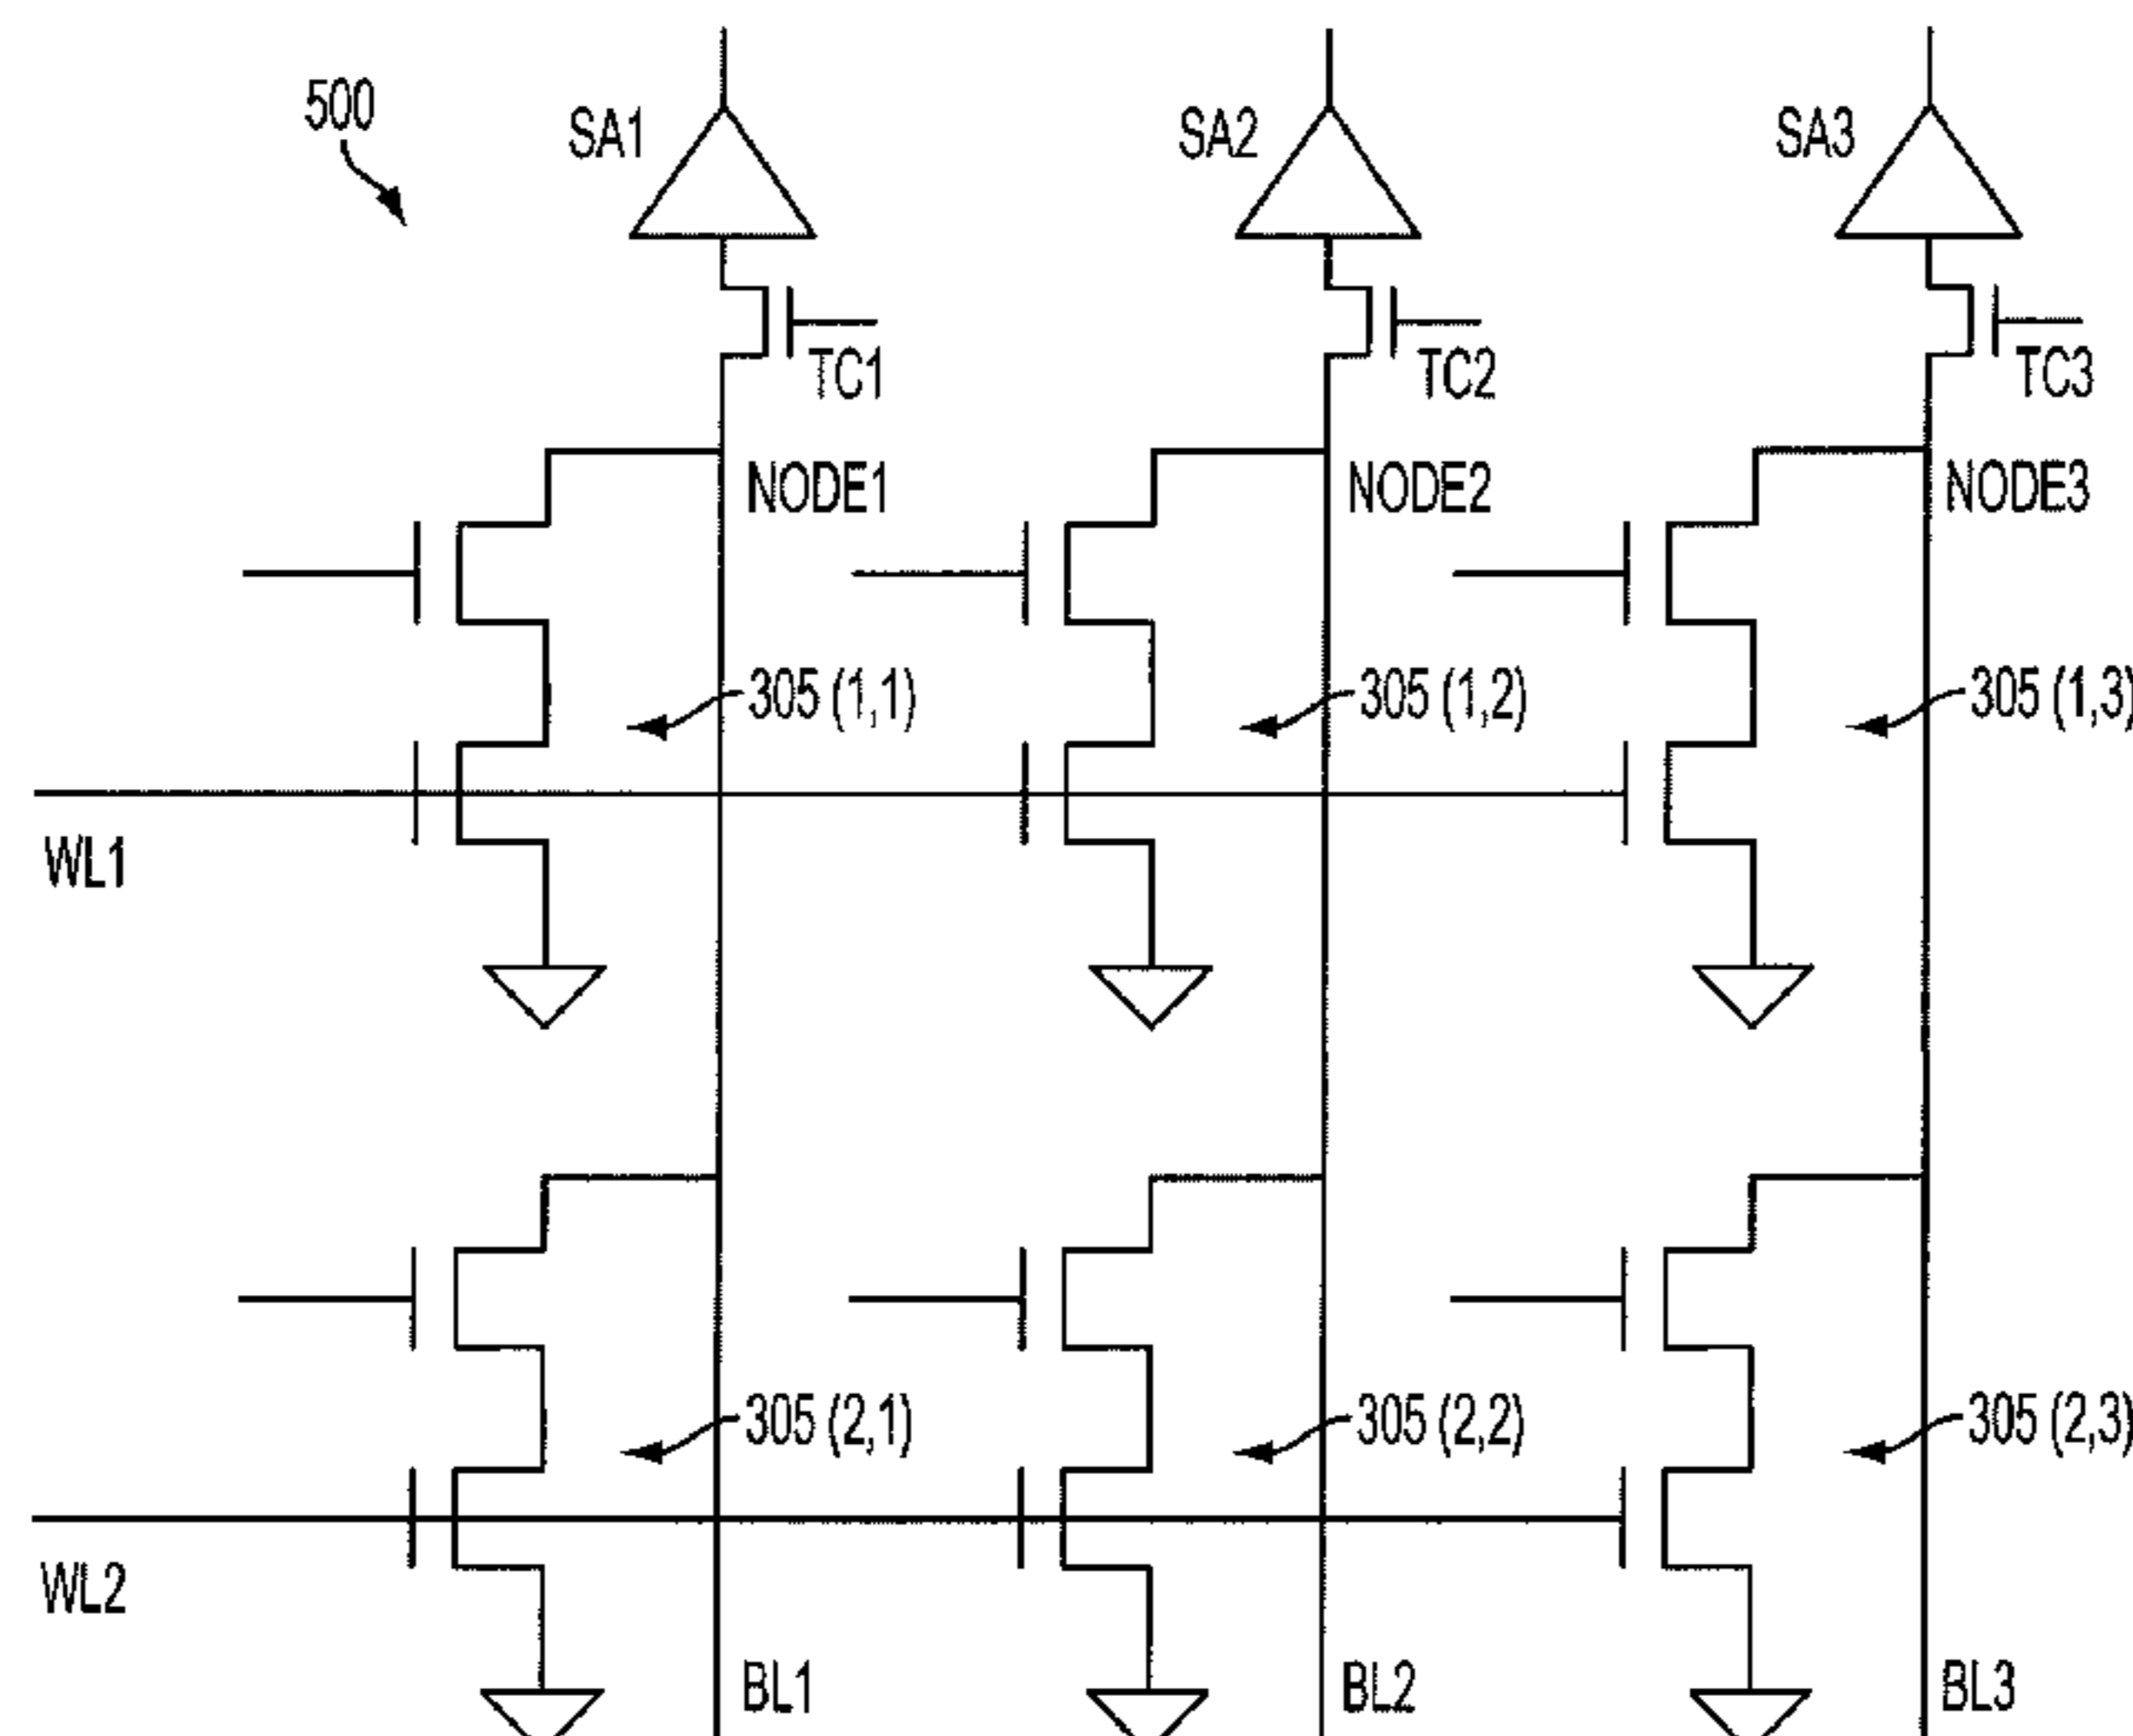 500
SA1
SA2
SA3
TC1
TC2
TC3
NODE1
NODE2
NODE3
305 (1,1)
305 (1,2)
305 (1,3)
WL1
305 (2,1)
305 (2,2)
305 (2,3)
WL2
BL1
BL2
BL3